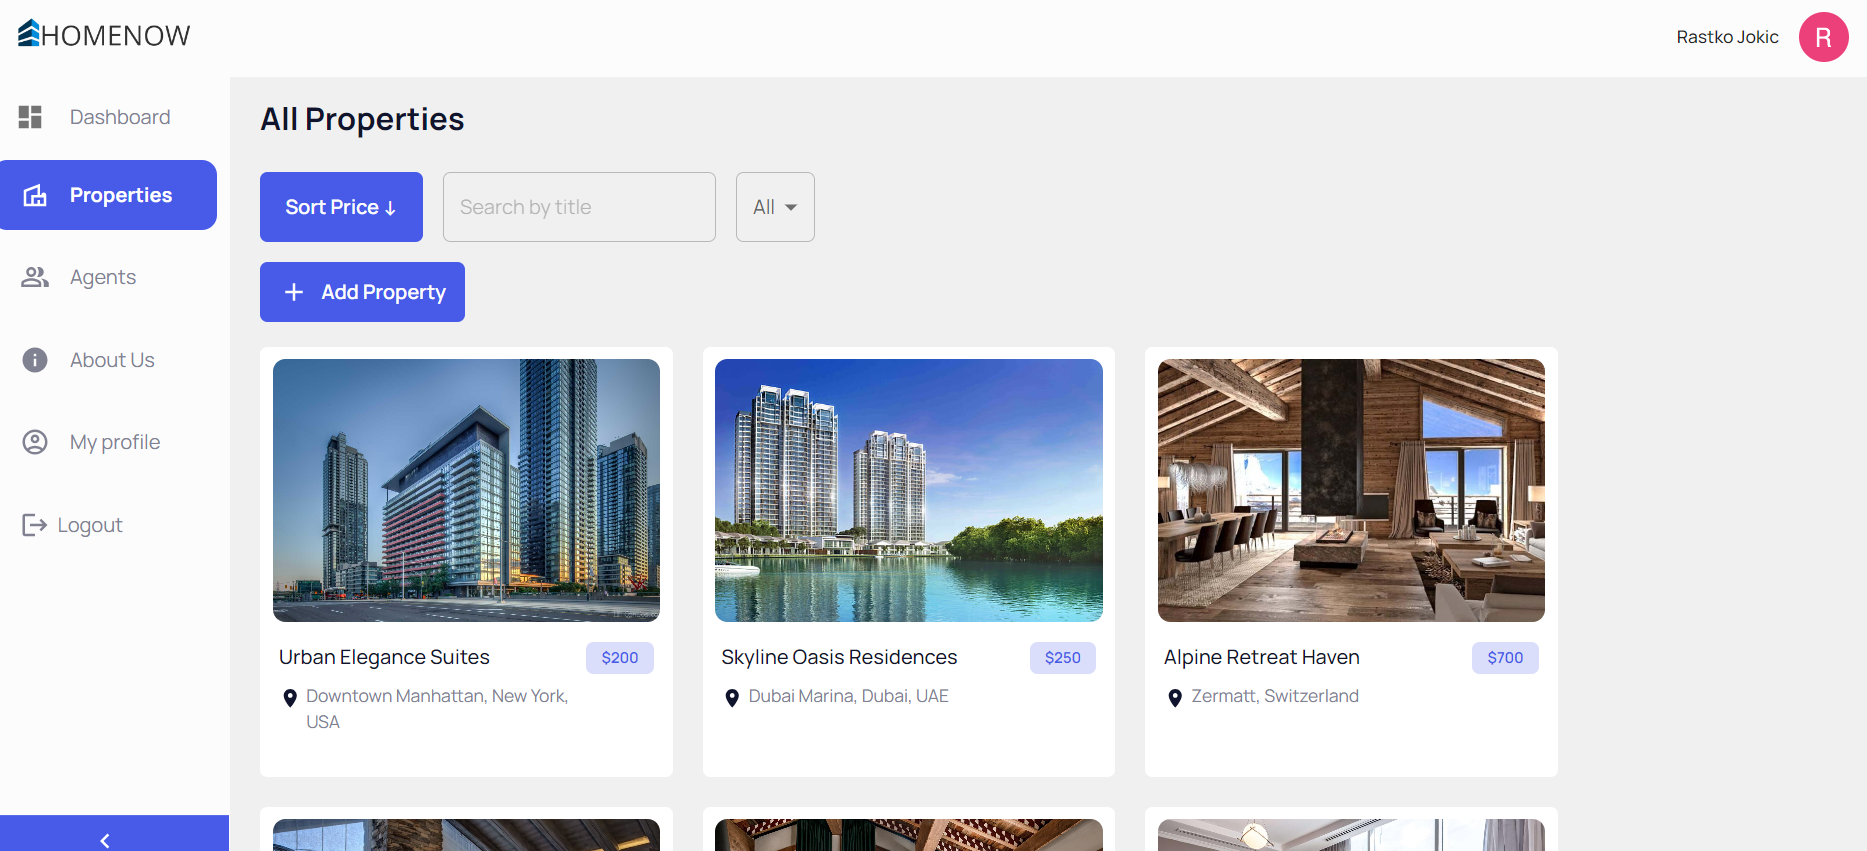 HOMENOW
Rastko Jokic
R
Dashboard
Properties
Agents
About Us
My profile
Logout
All Properties
Sort Price ↓
Search by title
All
+ Add Property
Urban Elegance Suites
$200
Downtown Manhattan, New York,
USA
Skyline Oasis Residences
$250
Dubai Marina, Dubai, UAE
Alpine Retreat Haven
$700
Zermatt, Switzerland